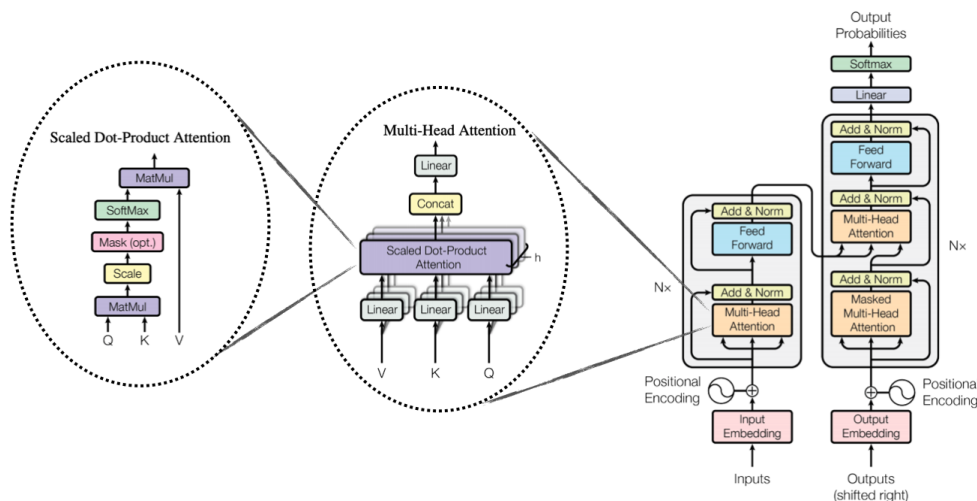 Scaled Dot-Product Attention
MatMul
SoftMax
Mask (opt.)
Scale
MatMul
Q K V
Multi-Head Attention
Linear
Concat
Scaled Dot-Product
Attention
h
Linear Linear Linear
V K Q
Output
Probabilities
Softmax
Linear
Add & Norm
Feed
Forward
Add & Norm
Multi-Head
Attention
Nx
Add & Norm
Masked
Multi-Head
Attention
Positional
Encoding
Output
Embedding
Outputs
(shifted right)
Add & Norm
Feed
Forward
Nx
Add & Norm
Multi-Head
Attention
Positional
Encoding
Input
Embedding
Inputs